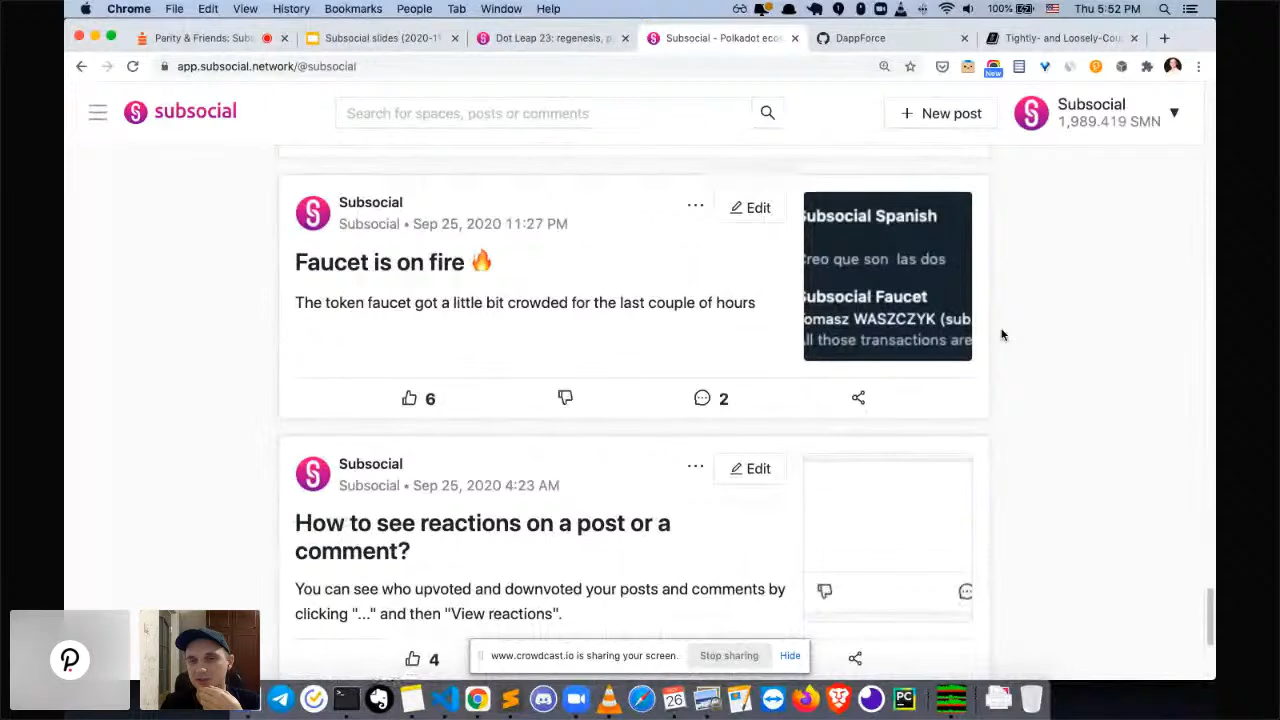 Chrome File Edit View History Bookmarks People Tab Window Help 100% Thu 5:52 PM
Parity & Friends: Subs Subsocial slides (2020-1 Dot Leap 23: regenesis, p Subsocial - Polkadot eco DappForce Tightly- and Loosely-Cou
app.subsocial.network/@subsocial
New
subsocial
Search for spaces, posts or comments
+ New post
Subsocial
1,989.419 SMN
Subsocial
Subsocial • Sep 25, 2020 11:27 PM
... Edit
Faucet is on fire 🔥
The token faucet got a little bit crowded for the last couple of hours
ubsocial Spanish
reo que son las dos
ubsocial Faucet
omasz WASZCZYK (sub
ll those transactions are
6
2
Subsocial
Subsocial • Sep 25, 2020 4:23 AM
... Edit
How to see reactions on a post or a
comment?
You can see who upvoted and downvoted your posts and comments by
clicking "..." and then "View reactions".
4
www.crowdcast.io is sharing your screen. Stop sharing Hide
26
PC